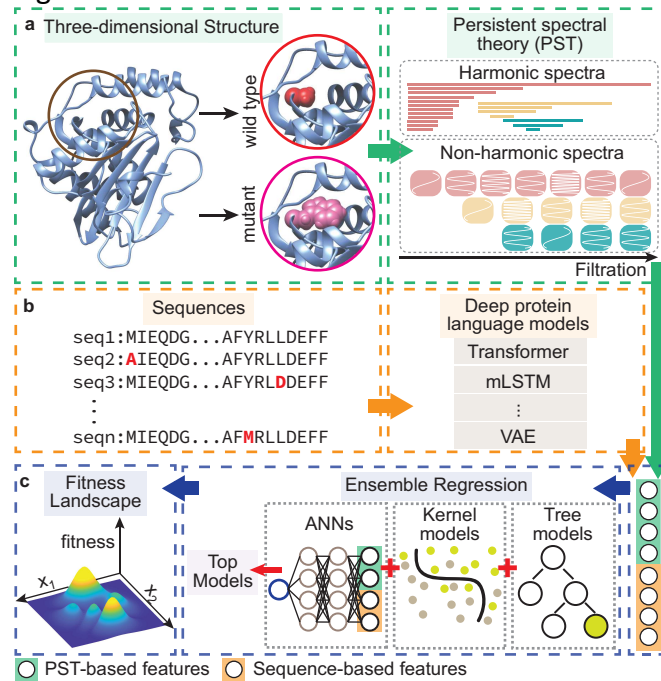 a Three-dimensional Structure
wild type
mutant
Persistent spectral
theory (PST)
Harmonic spectra
Non-harmonic spectra
Filtration
b Sequences
seq1:MIEQDG...AFYRLLDEFF
seq2:AIEQDG...AFYRLLDEFF
seq3:MIEQDG...AFYRLDDEFF
seqn:MIEQDG...AFMRLLDEFF
Deep protein
language models
Transformer
mLSTM
⋮
VAE
c Fitness
Landscape
fitness
x1
x2
Ensemble Regression
Top
Models
ANNs
Kernel
models
Tree
models
PST-based features
Sequence-based features